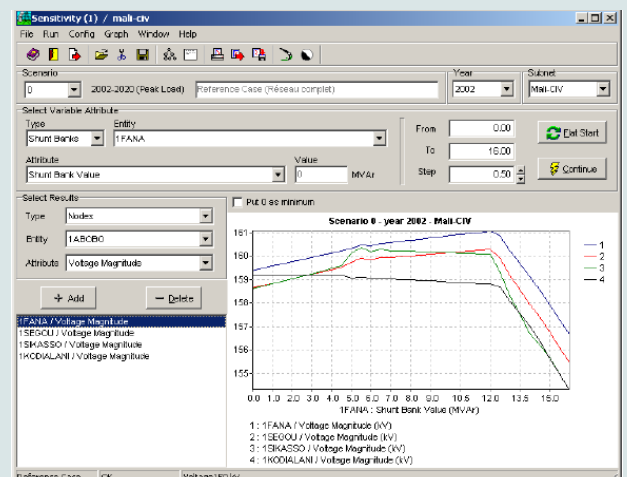 Sensitivity (1) / mali-civ
File Run Config Graph Window Help
Scenario
0
2002-2020 (Peak Load)
Reference Case (Réseau complet)
Year
2002
Subnet
Mali-CIV
Select Variable Attribute
Type
Entity
Shunt Banks
1FANA
Attribute
Value
Shunt Bank Value
0
MVAr
From
0.00
To
16.00
Step
0.50
Flat Start
Continue
Select Results
Type
Nodes
Entity
1ABOBO
Attribute
Voltage Magnitude
Add
Delete
1FANA / Voltage Magnitude
1SEGOU / Voltage Magnitude
1SIKASSO / Voltage Magnitude
1KODIALANI / Voltage Magnitude
Put 0 as minimum
Scenario 0 - year 2002 - Mali-CIV
161
160
159
158
157
156
155
0.0 1.0 2.0 3.0 4.0 5.0 6.0 7.0 8.0 9.0 10.5 12.0 13.5 15.0
1FANA : Shunt Bank Value (MVAr)
1
2
3
4
1 : 1FANA / Voltage Magnitude (kV)
2 : 1SEGOU / Voltage Magnitude (kV)
3 : 1SIKASSO / Voltage Magnitude (kV)
4 : 1KODIALANI / Voltage Magnitude (kV)
Reference Case
OK